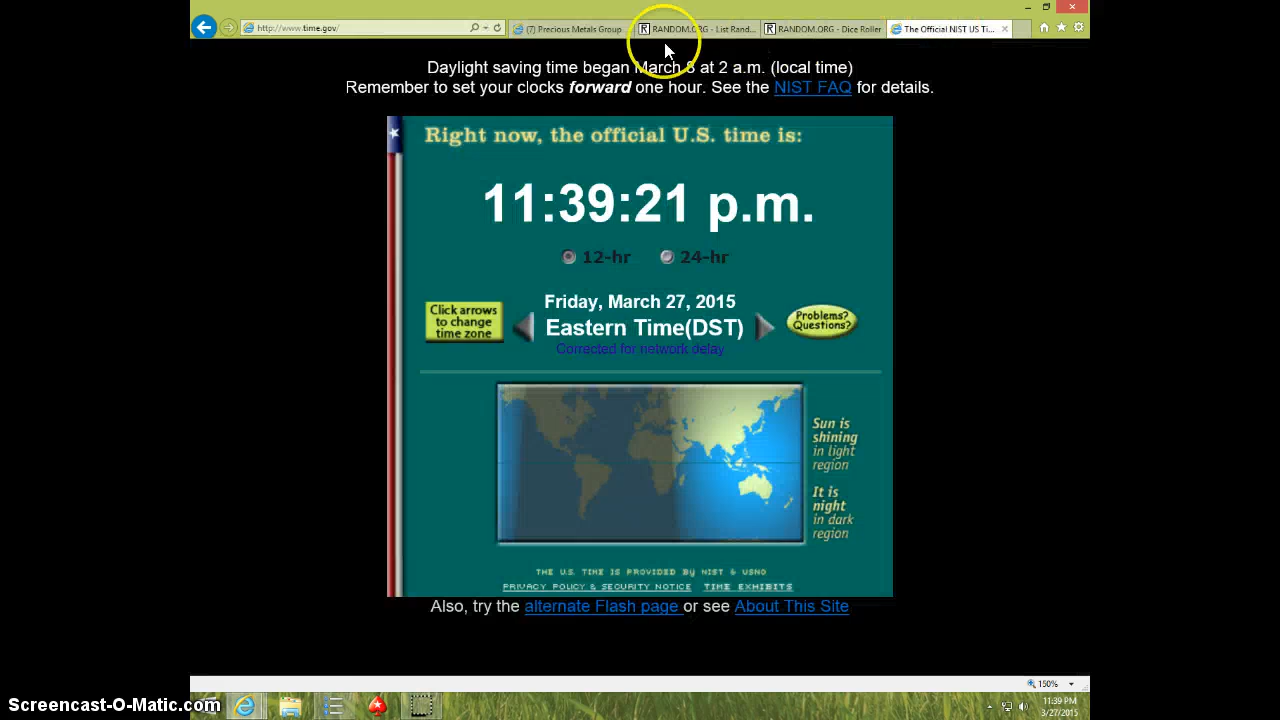 http://www.time.gov/
(7) Precious Metals Group
RANDOM.ORG - List Rand...
RANDOM.ORG - Dice Roller
The Official NIST US Ti...
Daylight saving time began March 8 at 2 a.m. (local time)
Remember to set your clocks forward one hour. See the NIST FAQ for details.
Right now, the official U.S. time is:
11:39:21 p.m.
12-hr
24-hr
Click arrows
to change
time zone
Friday, March 27, 2015
Eastern Time(DST)
Corrected for network delay
Problems?
Questions?
Sun is
shining
in light
region
It is
night
in dark
region
THE U.S. TIME IS PROVIDED By NIST & USNO
PRIVACY POLICY & SECURITY NOTICE
TIME EXHIBITS
Also, try the alternate Flash page or see About This Site
150%
11:39 PM
3/27/2015
Screencast-O-Matic.com